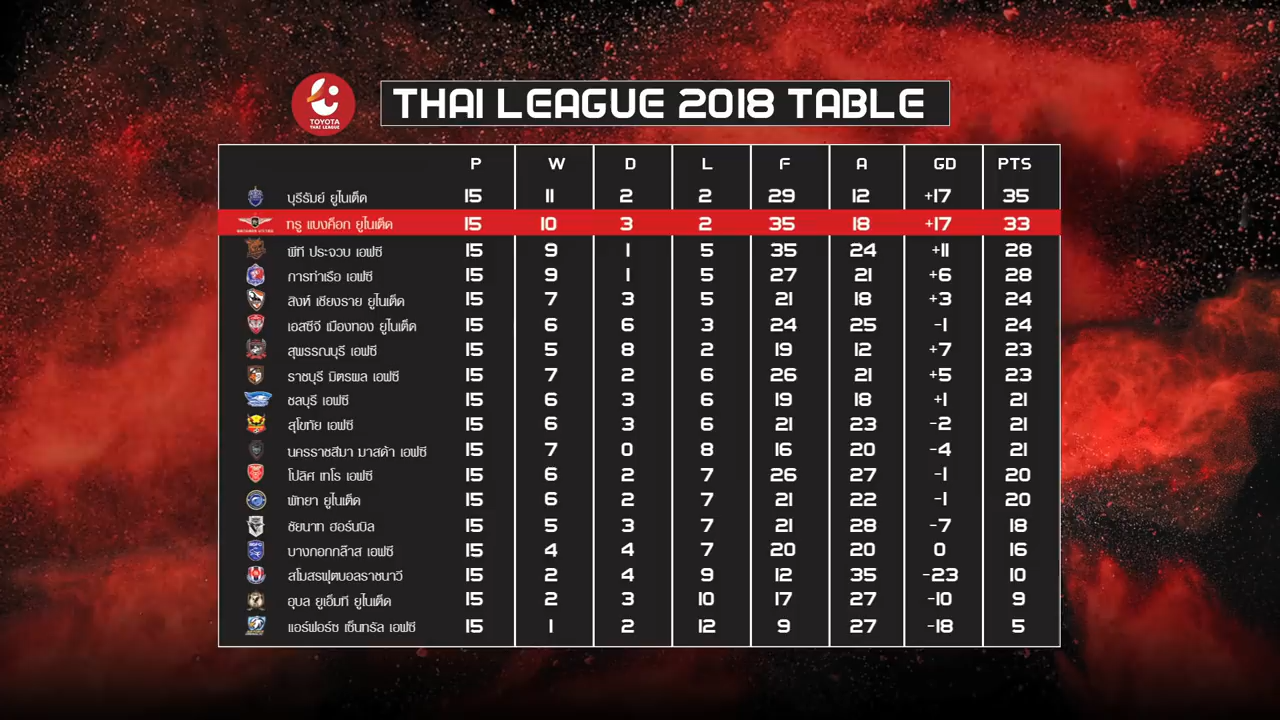 TOYOTA
THAI LEAGUE
THAI LEAGUE 2018 TABLE
P W D L F A GD PTS
บุรีรัมย์ ยูไนเต็ด 15 11 2 2 29 12 +17 35
ทรู แบงค็อก ยูไนเต็ด 15 10 3 2 35 18 +17 33
พีที ประจวบ เอฟซี 15 9 1 5 35 24 +11 28
การท่าเรือ เอฟซี 15 9 1 5 27 21 +6 28
สิงห์ เชียงราย ยูไนเต็ด 15 7 3 5 21 18 +3 24
เอสซีจี เมืองทอง ยูไนเต็ด 15 6 6 3 24 25 -1 24
สุพรรณบุรี เอฟซี 15 5 8 2 19 12 +7 23
ราชบุรี มิตรผล เอฟซี 15 7 2 6 26 21 +5 23
ชลบุรี เอฟซี 15 6 3 6 19 18 +1 21
สุโขทัย เอฟซี 15 6 3 6 21 23 -2 21
นครราชสีมา มาสด้า เอฟซี 15 7 0 8 16 20 -4 21
โปลิศ เทโร เอฟซี 15 6 2 7 26 27 -1 20
พัทยา ยูไนเต็ด 15 6 2 7 21 22 -1 20
ชัยนาท ฮอร์นบิล 15 5 3 7 21 28 -7 18
บางกอกกล๊าส เอฟซี 15 4 4 7 20 20 0 16
สโมสรฟุตบอลราชนาวี 15 2 4 9 12 35 -23 10
อุบล ยูเอ็มที ยูไนเต็ด 15 2 3 10 17 27 -10 9
แอร์ฟอร์ซ เซ็นทรัล เอฟซี 15 1 2 12 9 27 -18 5